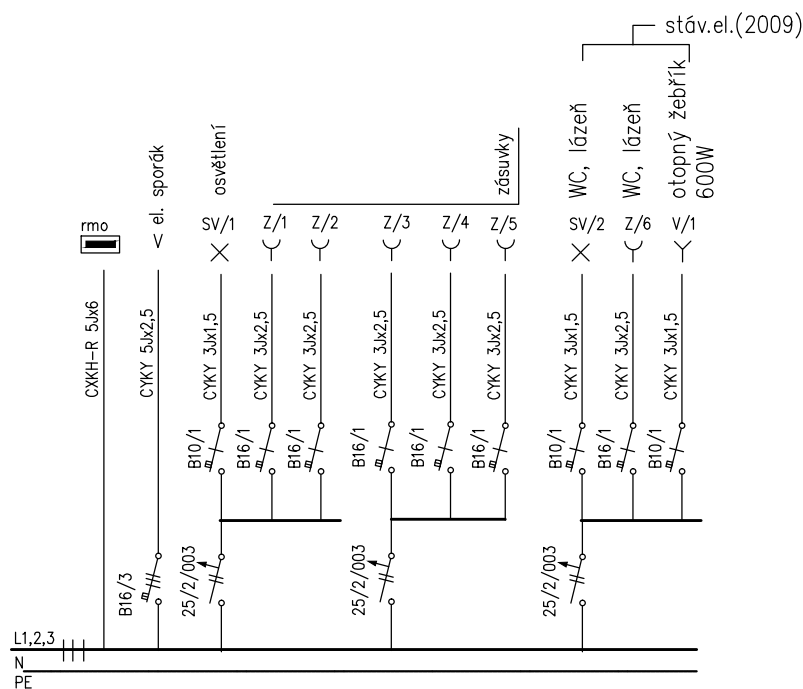 stáv.el.(2009)
rmo
el. sporák
osvětlení
zásuvky
WC, lázeň
WC, lázeň
otopný žebřík
600W
SV/1
Z/1
Z/2
Z/3
Z/4
Z/5
SV/2
Z/6
V/1
CXKH-R 5Jx6
CYKY 5Jx2,5
CYKY 3Jx1,5
CYKY 3Jx2,5
CYKY 3Jx2,5
CYKY 3Jx2,5
CYKY 3Jx2,5
CYKY 3Jx2,5
CYKY 3Jx1,5
CYKY 3Jx2,5
CYKY 3Jx1,5
B10/1
B16/1
B16/1
B16/1
B16/1
B16/1
B10/1
B16/1
B10/1
B16/3
25/2/003
25/2/003
25/2/003
L1,2,3
N
PE